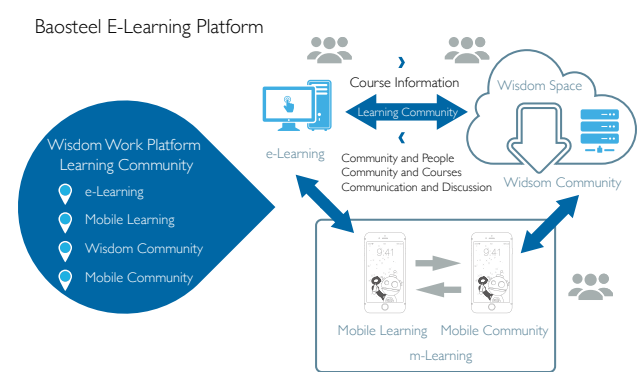 Baosteel E-Learning Platform
Wisdom Work Platform
Learning Community
e-Learning
Mobile Learning
Wisdom Community
Mobile Community
Course Information
Learning Community
Community and People
Community and Courses
Communication and Discussion
e-Learning
Wisdom Space
Widsom Community
9:41
9:41
Mobile Learning
Mobile Community
m-Learning